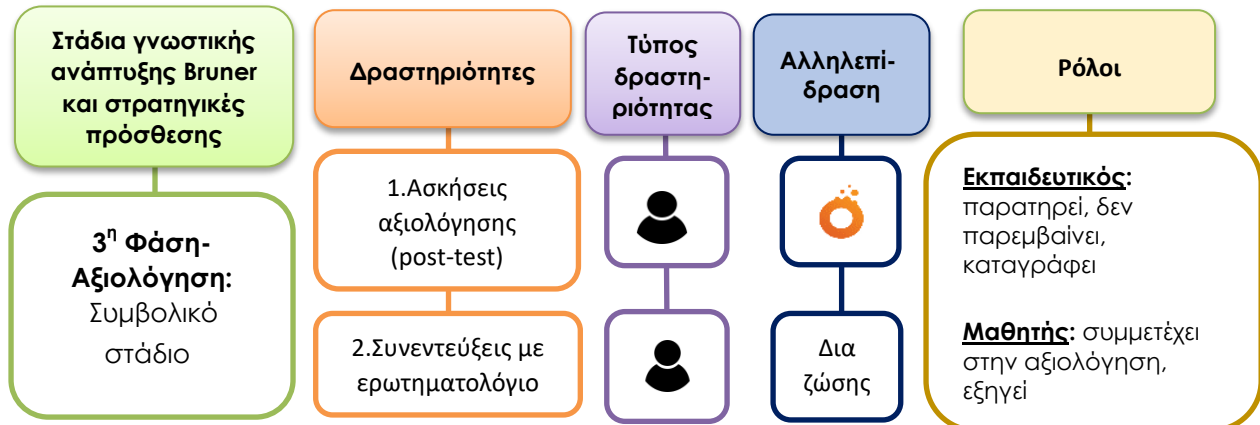 Στάδια γνωστικής
ανάπτυξης Bruner
και στρατηγικές
πρόσθεσης
Δραστηριότητες
Τύπος
δραστη-
ριότητας
Αλληλεπί-
δραση
Ρόλοι
3η Φάση-
Αξιολόγηση:
Συμβολικό
στάδιο
1.Ασκήσεις
αξιολόγησης
(post-test)
2.Συνεντεύξεις με
ερωτηματολόγιο
Δια
ζώσης
Εκπαιδευτικός:
παρατηρεί, δεν
παρεμβαίνει,
καταγράφει
Μαθητής: συμμετέχει
στην αξιολόγηση,
εξηγεί